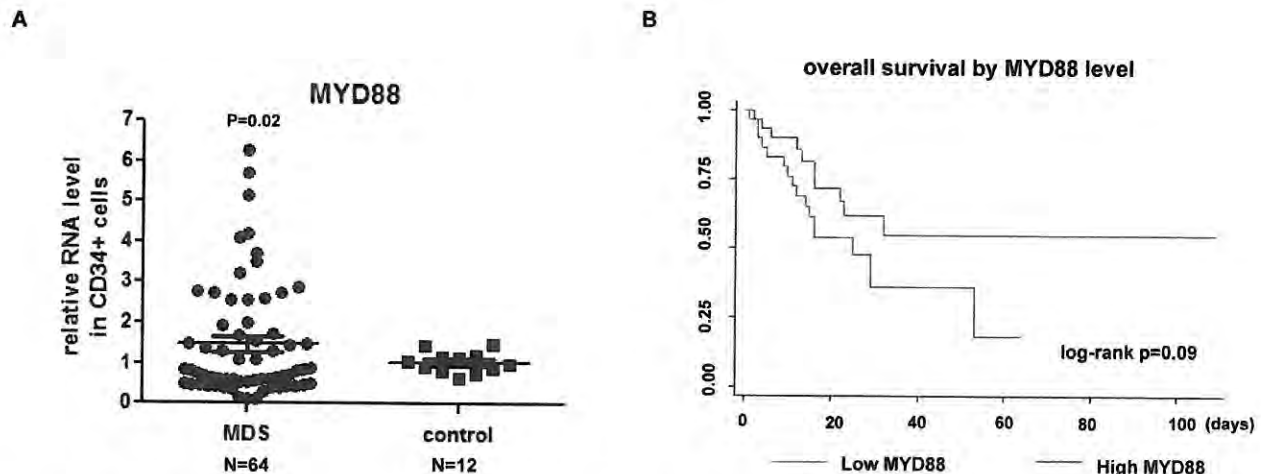 A
MYD88
P=0.02
relative RNA level
in CD34+ cells
7
6
5
4
3
2
1
0
MDS
control
N=64
N=12
B
overall survival by MYD88 level
1.00
0.75
0.50
0.25
0.00
log-rank p=0.09
0 20 40 60 80 100 (days)
Low MYD88
High MYD88